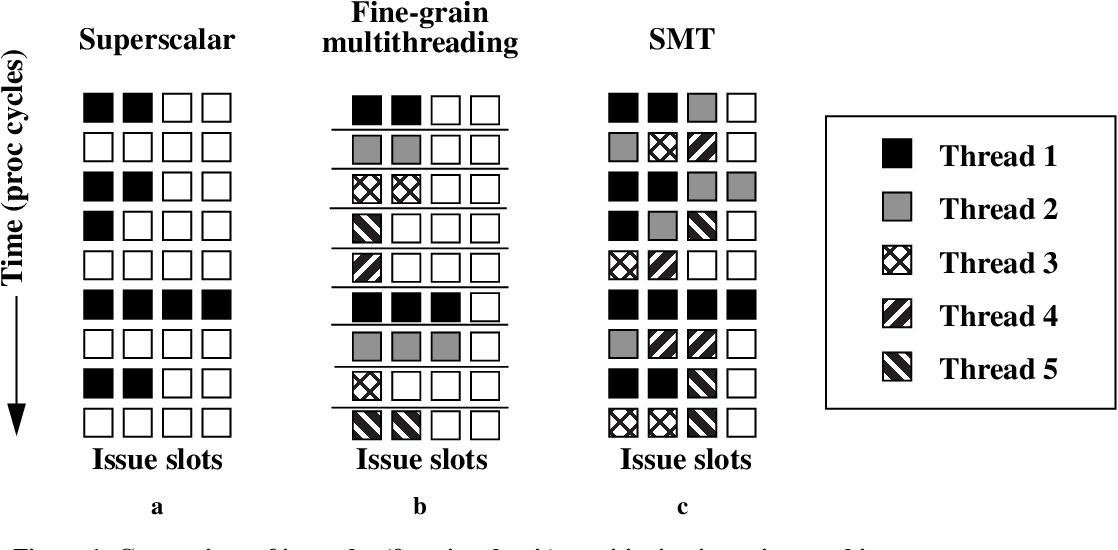 Superscalar
Fine-grain
multithreading
SMT
Time (proc cycles)
Thread 1
Thread 2
Thread 3
Thread 4
Thread 5
Issue slots
Issue slots
Issue slots
a
b
c